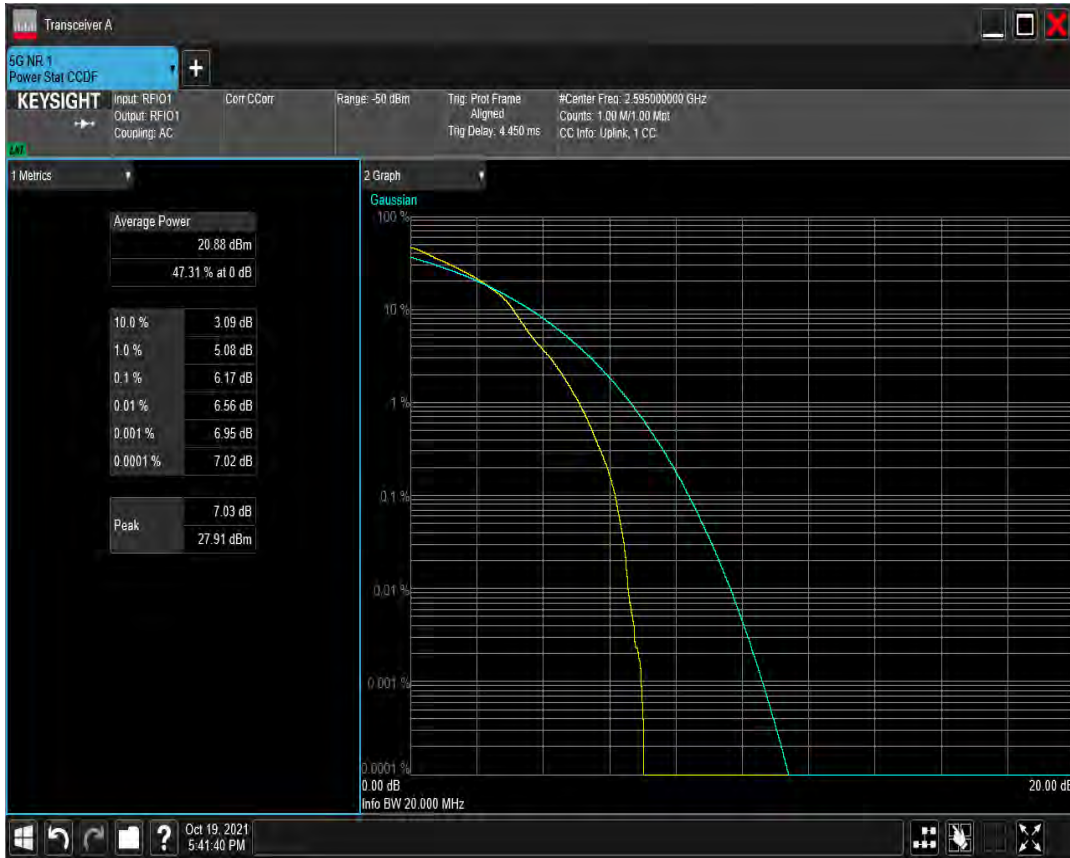 Transceiver A
5G NR 1
Power Stat CCDF
+
KEYSIGHT
Input: RFIO1
Output: RFIO1
Coupling: AC
Corr CCorr
Range: -50 dBm
Trig: Prot Frame
Aligned
Trig Delay: 4.450 ms
#Center Freq: 2.595000000 GHz
Counts: 1.00 M/1.00 Mpt
CC Info: Uplink, 1 CC
1 Metrics
Average Power
20.88 dBm
47.31 % at 0 dB
10.0 % 3.09 dB
1.0 % 5.08 dB
0.1 % 6.17 dB
0.01 % 6.56 dB
0.001 % 6.95 dB
0.0001 % 7.02 dB
Peak 7.03 dB
27.91 dBm
2 Graph
Gaussian
100 %
10 %
1 %
0.1 %
0.01 %
0.001 %
0.0001 %
0.00 dB 20.00 dB
Info BW 20.000 MHz
?
Oct 19, 2021
5:41:40 PM